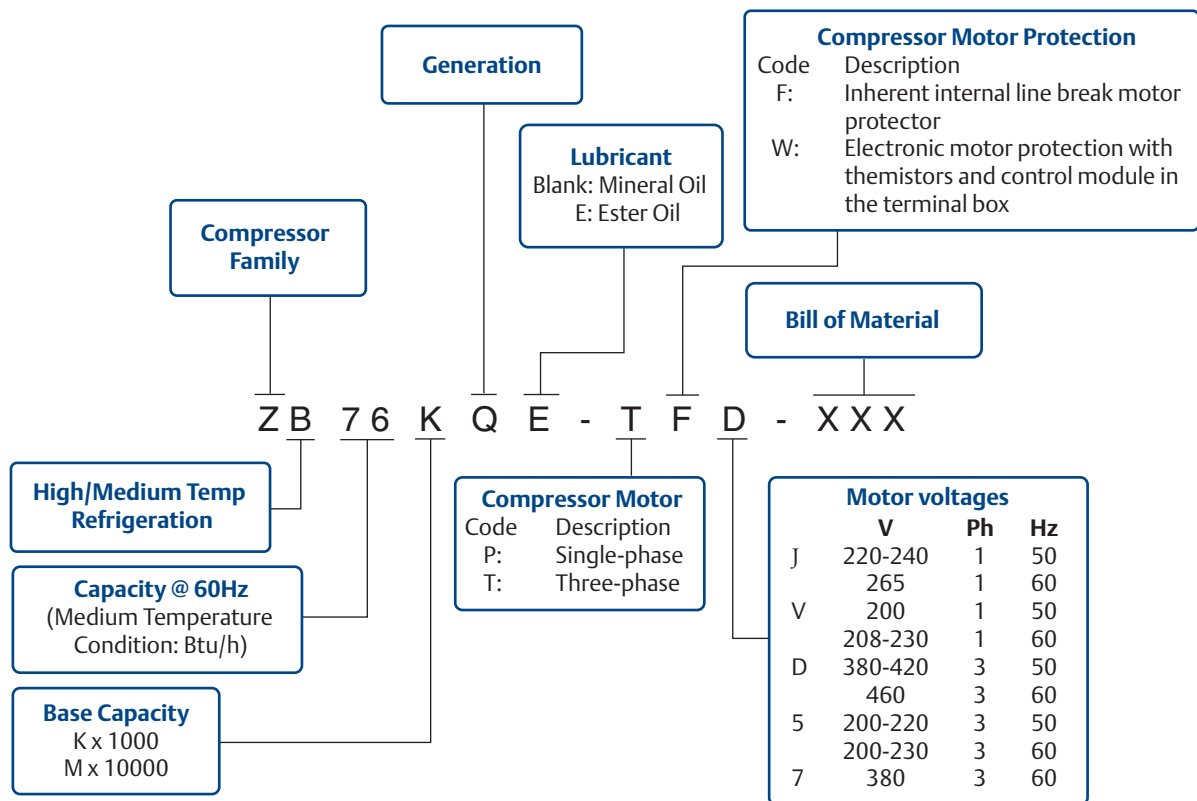 Generation
Compressor Motor Protection
Code Description
F: Inherent internal line break motor
protector
W: Electronic motor protection with
themistors and control module in
the terminal box
Lubricant
Blank: Mineral Oil
E: Ester Oil
Compressor
Family
Bill of Material
Z B 7 6 K Q E - T F D - X X X
High/Medium Temp
Refrigeration
Capacity @ 60Hz
(Medium Temperature
Condition: Btu/h)
Base Capacity
K x 1000
M x 10000
Compressor Motor
Code Description
P: Single-phase
T: Three-phase
Motor voltages
V Ph Hz
J 220-240 1 50
265 1 60
V 200 1 50
208-230 1 60
D 380-420 3 50
460 3 60
5 200-220 3 50
200-230 3 60
7 380 3 60